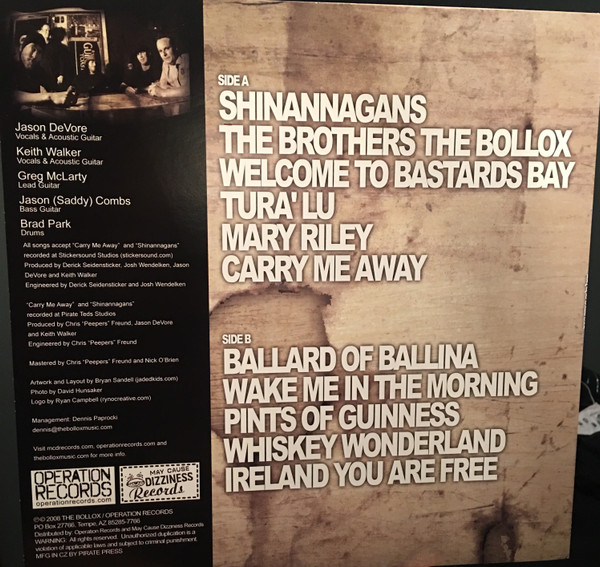 Jason DeVore
Vocals & Acoustic Guitar
Keith Walker
Vocals & Acoustic Guitar
Greg McLarty
Lead Guitar
Jason (Saddy) Combs
Bass Guitar
Brad Park
Drums
All songs accept "Carry Me Away" and "Shinannagans"
recorded at Stickersound Studios (stickersound.com)
Produced by Derick Seidensticker, Josh Wendelken, Jason
DeVore and Keith Walker
Engineered by Derick Seidensticker and Josh Wendelken
"Carry Me Away" and "Shinannagans"
recorded at Pirate Teds Studios
Produced by Chris "Peepers" Freund, Jason DeVore
and Keith Walker
Engineered by Chris "Peepers" Freund
Mastered by Chris "Peepers" Freund and Nick O'Brien
Artwork and Layout by Bryan Sandell (jadedkids.com)
Photo by David Hunsaker
Logo by Ryan Campbell (rynocreative.com)
Management: Dennis Paprocki
dennis@thebolloxmusic.com
Visit mcdrecords.com, operationrecords.com and
thebolloxmusic.com for more info.
OPERATION
RECORDS
operationrecords.com
MAY CAUSE
DIZZINESS
Records
©© 2008 THE BOLLOX / OPERATION RECORDS
PO Box 27766, Tempe, AZ 85285-7766
Distributed by: Operation Records and May Cause Dizziness Records
WARNING: All rights reserved. Unauthorized duplication is a
violation of applicable laws and subject to criminal punishment.
MFG IN CZ BY PIRATE PRESS
SIDE A
SHINANNAGANS
THE BROTHERS THE BOLLOX
WELCOME TO BASTARDS BAY
TURA' LU
MARY RILEY
CARRY ME AWAY
SIDE B
BALLARD OF BALLINA
WAKE ME IN THE MORNING
PINTS OF GUINNESS
WHISKEY WONDERLAND
IRELAND YOU ARE FREE